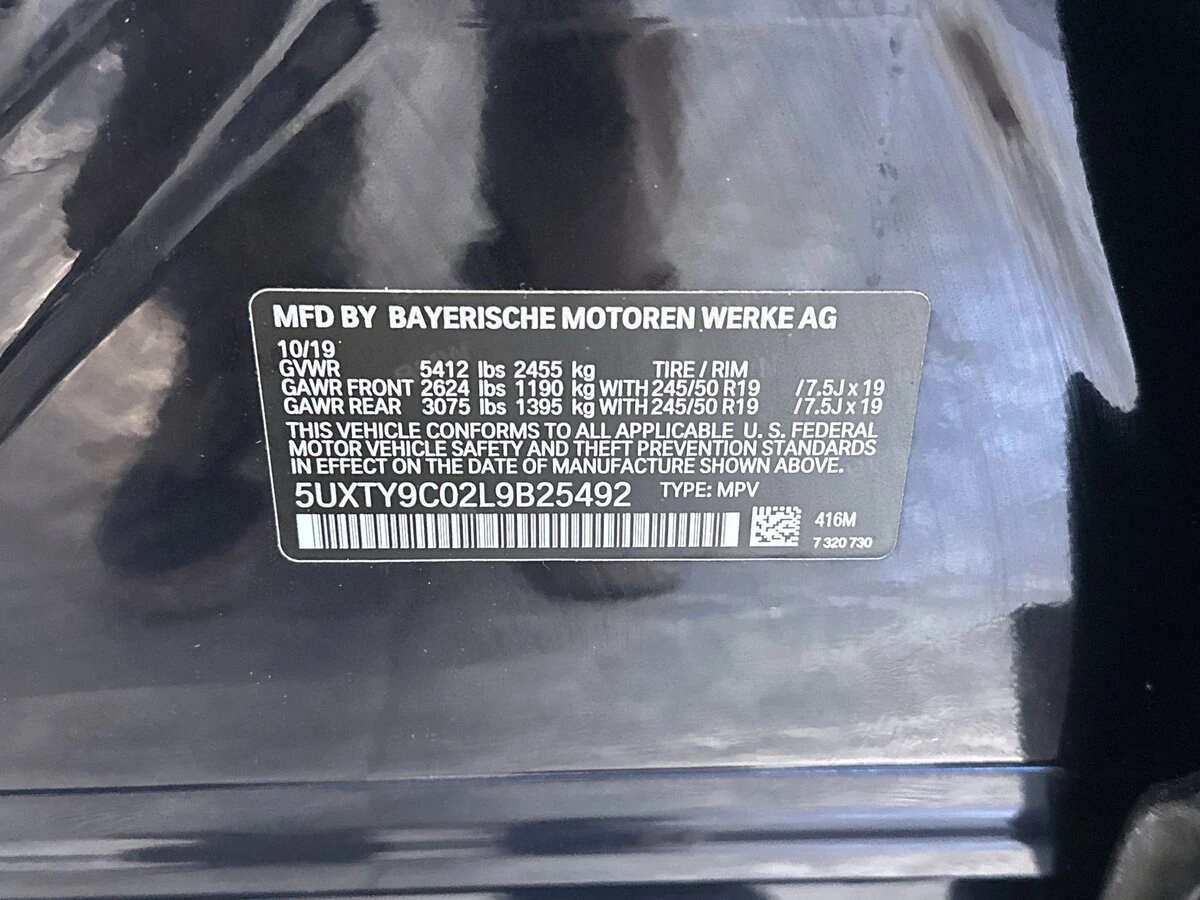 MFD BY BAYERISCHE MOTOREN WERKE AG
10/19
GVWR 5412 lbs 2455 kg TIRE / RIM
GAWR FRONT 2624 lbs 1190 kg WITH 245/50 R19 /7.5J x 19
GAWR REAR 3075 lbs 1395 kg WITH 245/50 R19 /7.5J x 19
THIS VEHICLE CONFORMS TO ALL APPLICABLE U. S. FEDERAL
MOTOR VEHICLE SAFETY AND THEFT PREVENTION STANDARDS
IN EFFECT ON THE DATE OF MANUFACTURE SHOWN ABOVE.
5UXTY9C02L9B25492 TYPE: MPV
416M
7 320 730